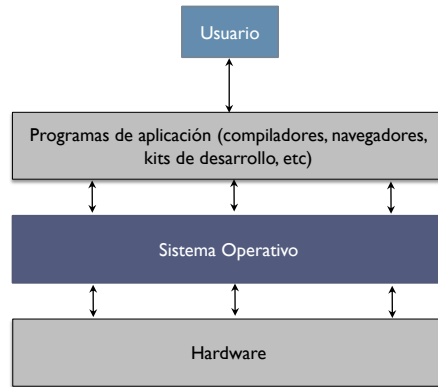 Usuario
Programas de aplicación (compiladores, navegadores,
kits de desarrollo, etc)
Sistema Operativo
Hardware